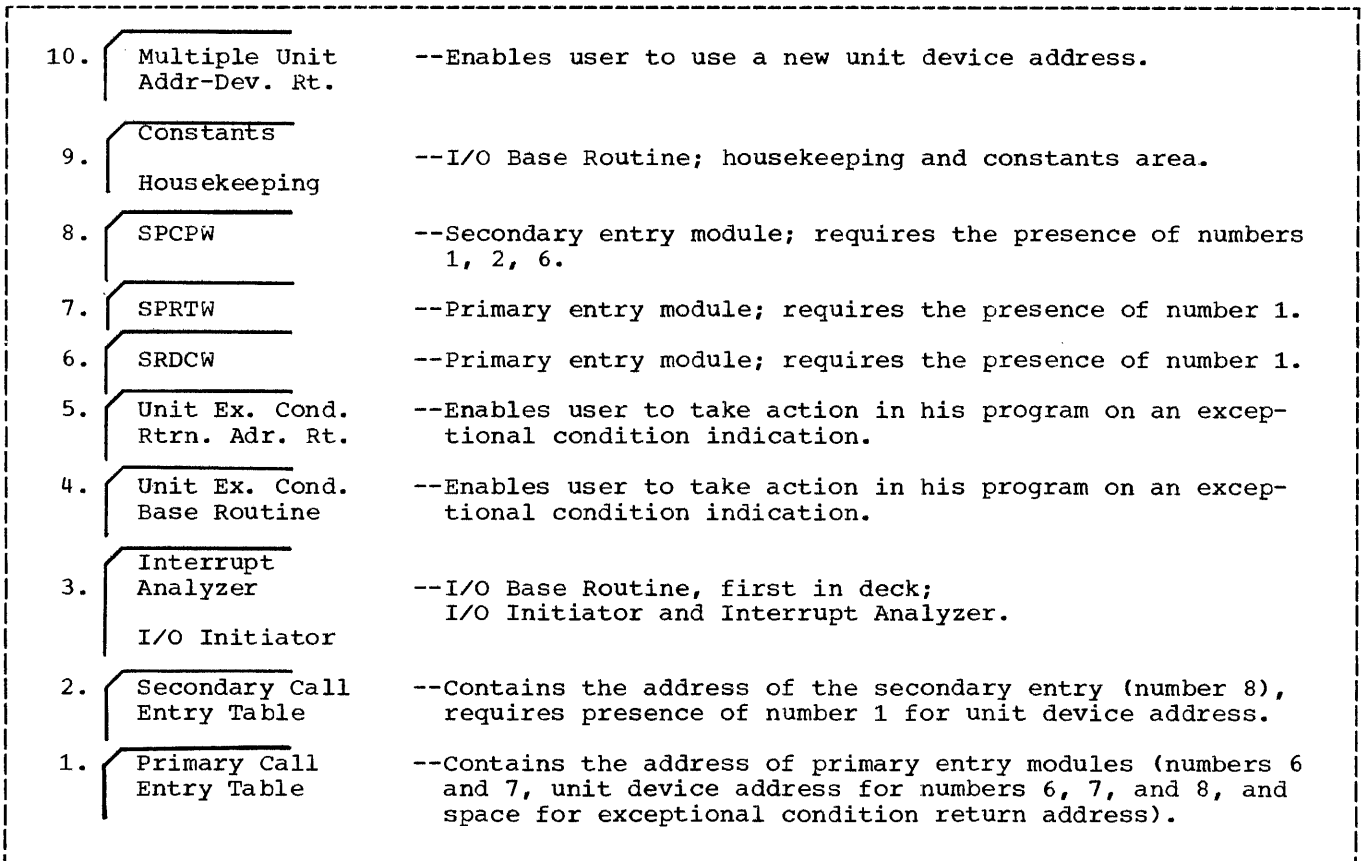 10. Multiple Unit --Enables user to use a new unit device address.
Addr-Dev. Rt.
Constants
9. --I/O Base Routine; housekeeping and constants area.
Housekeeping
8. SPCPW --Secondary entry module; requires the presence of numbers
1, 2, 6.
7. SPRTW --Primary entry module; requires the presence of number 1.
6. SRDCW --Primary entry module; requires the presence of number 1.
5. Unit Ex. Cond. --Enables user to take action in his program on an excep-
Rtrn. Adr. Rt. tional condition indication.
4. Unit Ex. Cond. --Enables user to take action in his program on an excep-
Base Routine tional condition indication.
Interrupt
3. Analyzer --I/O Base Routine, first in deck;
I/O Initiator and Interrupt Analyzer.
I/O Initiator
2. Secondary Call --Contains the address of the secondary entry (number 8),
Entry Table requires presence of number 1 for unit device address.
1. Primary Call --Contains the address of primary entry modules (numbers 6
Entry Table and 7, unit device address for numbers 6, 7, and 8, and
space for exceptional condition return address).